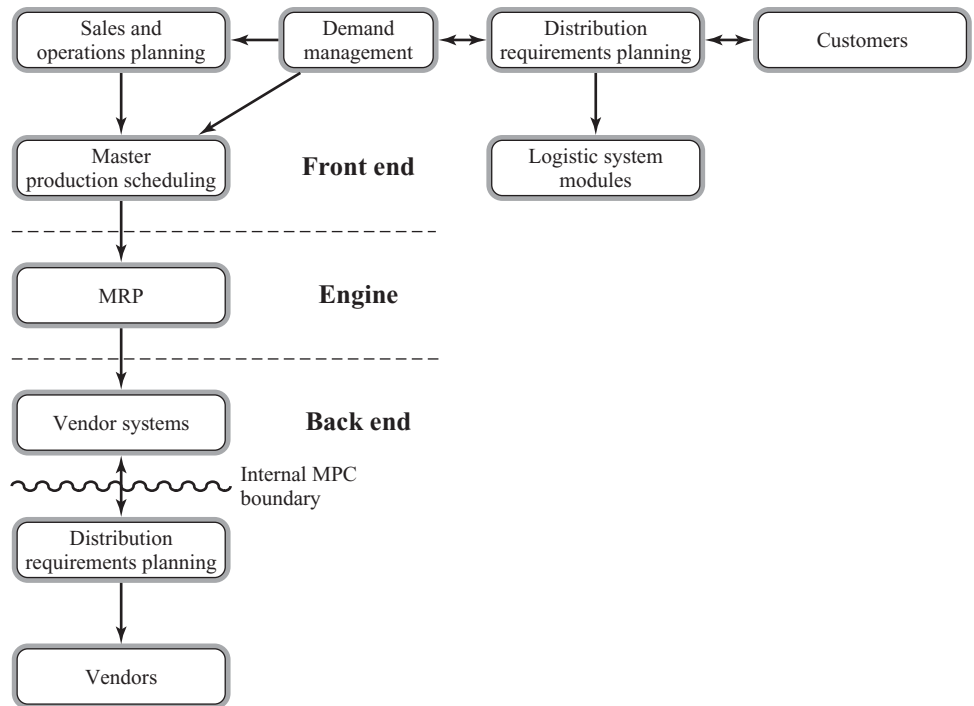 Sales and
operations planning
Demand
management
Distribution
requirements planning
Customers
Master
production scheduling
Front end
Logistic system
modules
MRP
Engine
Vendor systems
Back end
Internal MPC
boundary
Distribution
requirements planning
Vendors